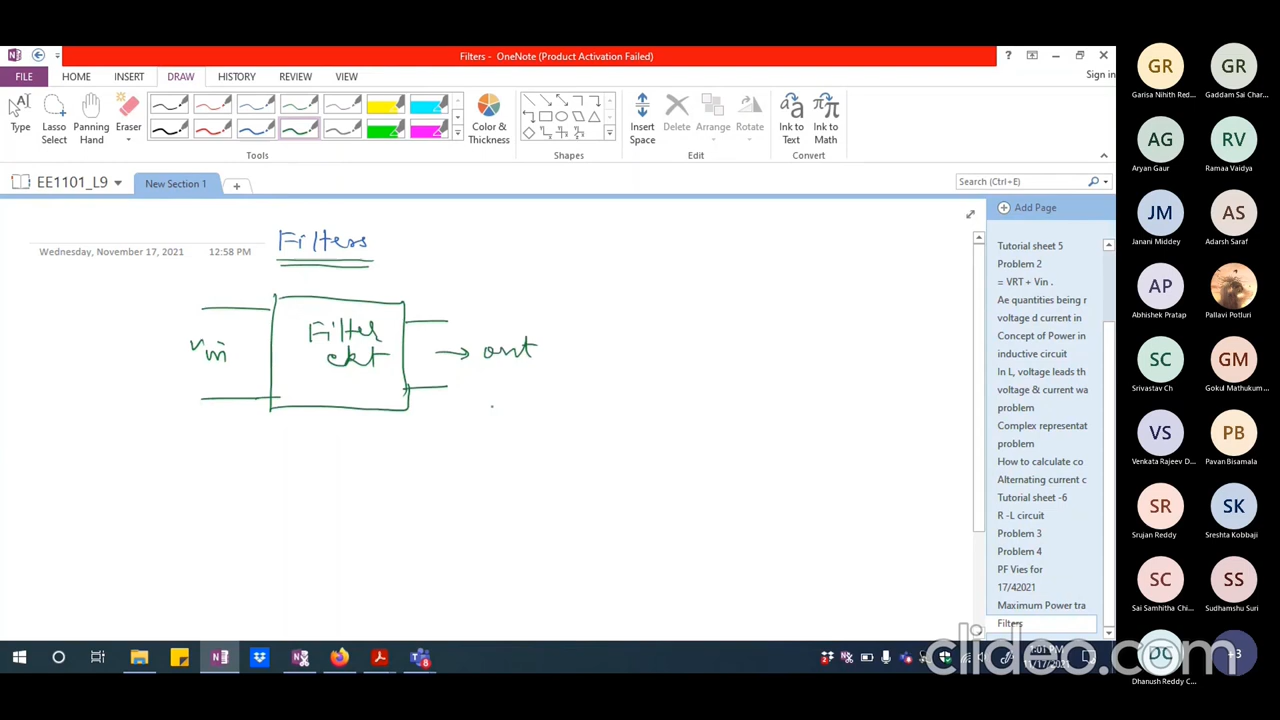 Filters - OneNote (Product Activation Failed)
?
FILE HOME INSERT DRAW HISTORY REVIEW VIEW
Sign in
Type
Lasso Select
Panning Hand
Eraser
Color & Thickness
Insert Space
Delete
Arrange
Rotate
Ink to Text
Ink to Math
Tools
Shapes
Edit
Convert
EE1101_L9
New Section 1
Search (Ctrl+E)
Wednesday, November 17, 2021 12:58 PM
Filters
Vin
Filter
ckt
→ out
Add Page
Tutorial sheet 5
Problem 2
= VRT + Vin .
Ae quantities being r
voltage d current in
Concept of Power in
inductive circuit
In L, voltage leads th
voltage & current wa
problem
Complex representat
problem
How to calculate co
Alternating current c
Tutorial sheet -6
R -L circuit
Problem 3
Problem 4
PF Vies for
17/42021
Maximum Power tra
Filters
GR
Garisa Nihith Red...
GR
Gaddam Sai Char...
AG
Aryan Gaur
RV
Ramaa Vaidya
JM
Janani Middey
AS
Adarsh Saraf
AP
Abhishek Pratap
Pallavi Potluri
SC
Srivastav Ch
GM
Gokul Mathukum...
VS
Venkata Rajeev D...
PB
Pavan Bisamala
SR
Srujan Reddy
SK
Sreshta Kobbaji
SC
Sai Samhitha Chi...
SS
Sudhamshu Suri
DC
Dhanush Reddy C...
+3
1:01 PM
11/17/2021
clideo.com